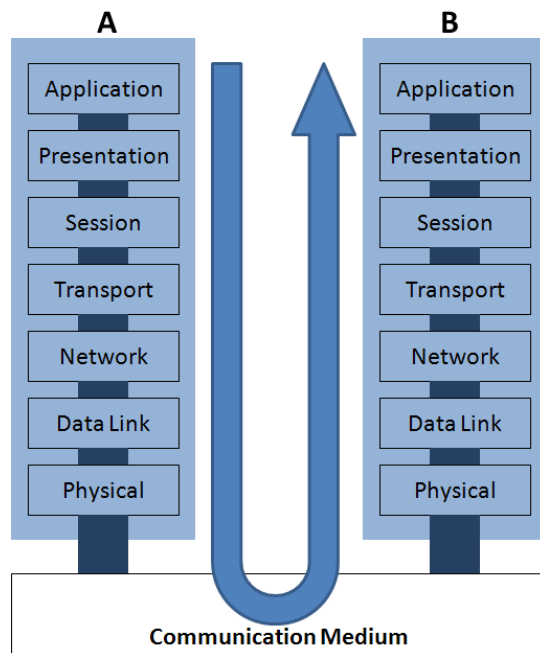 A
Application
Presentation
Session
Transport
Network
Data Link
Physical
B
Application
Presentation
Session
Transport
Network
Data Link
Physical
Communication Medium